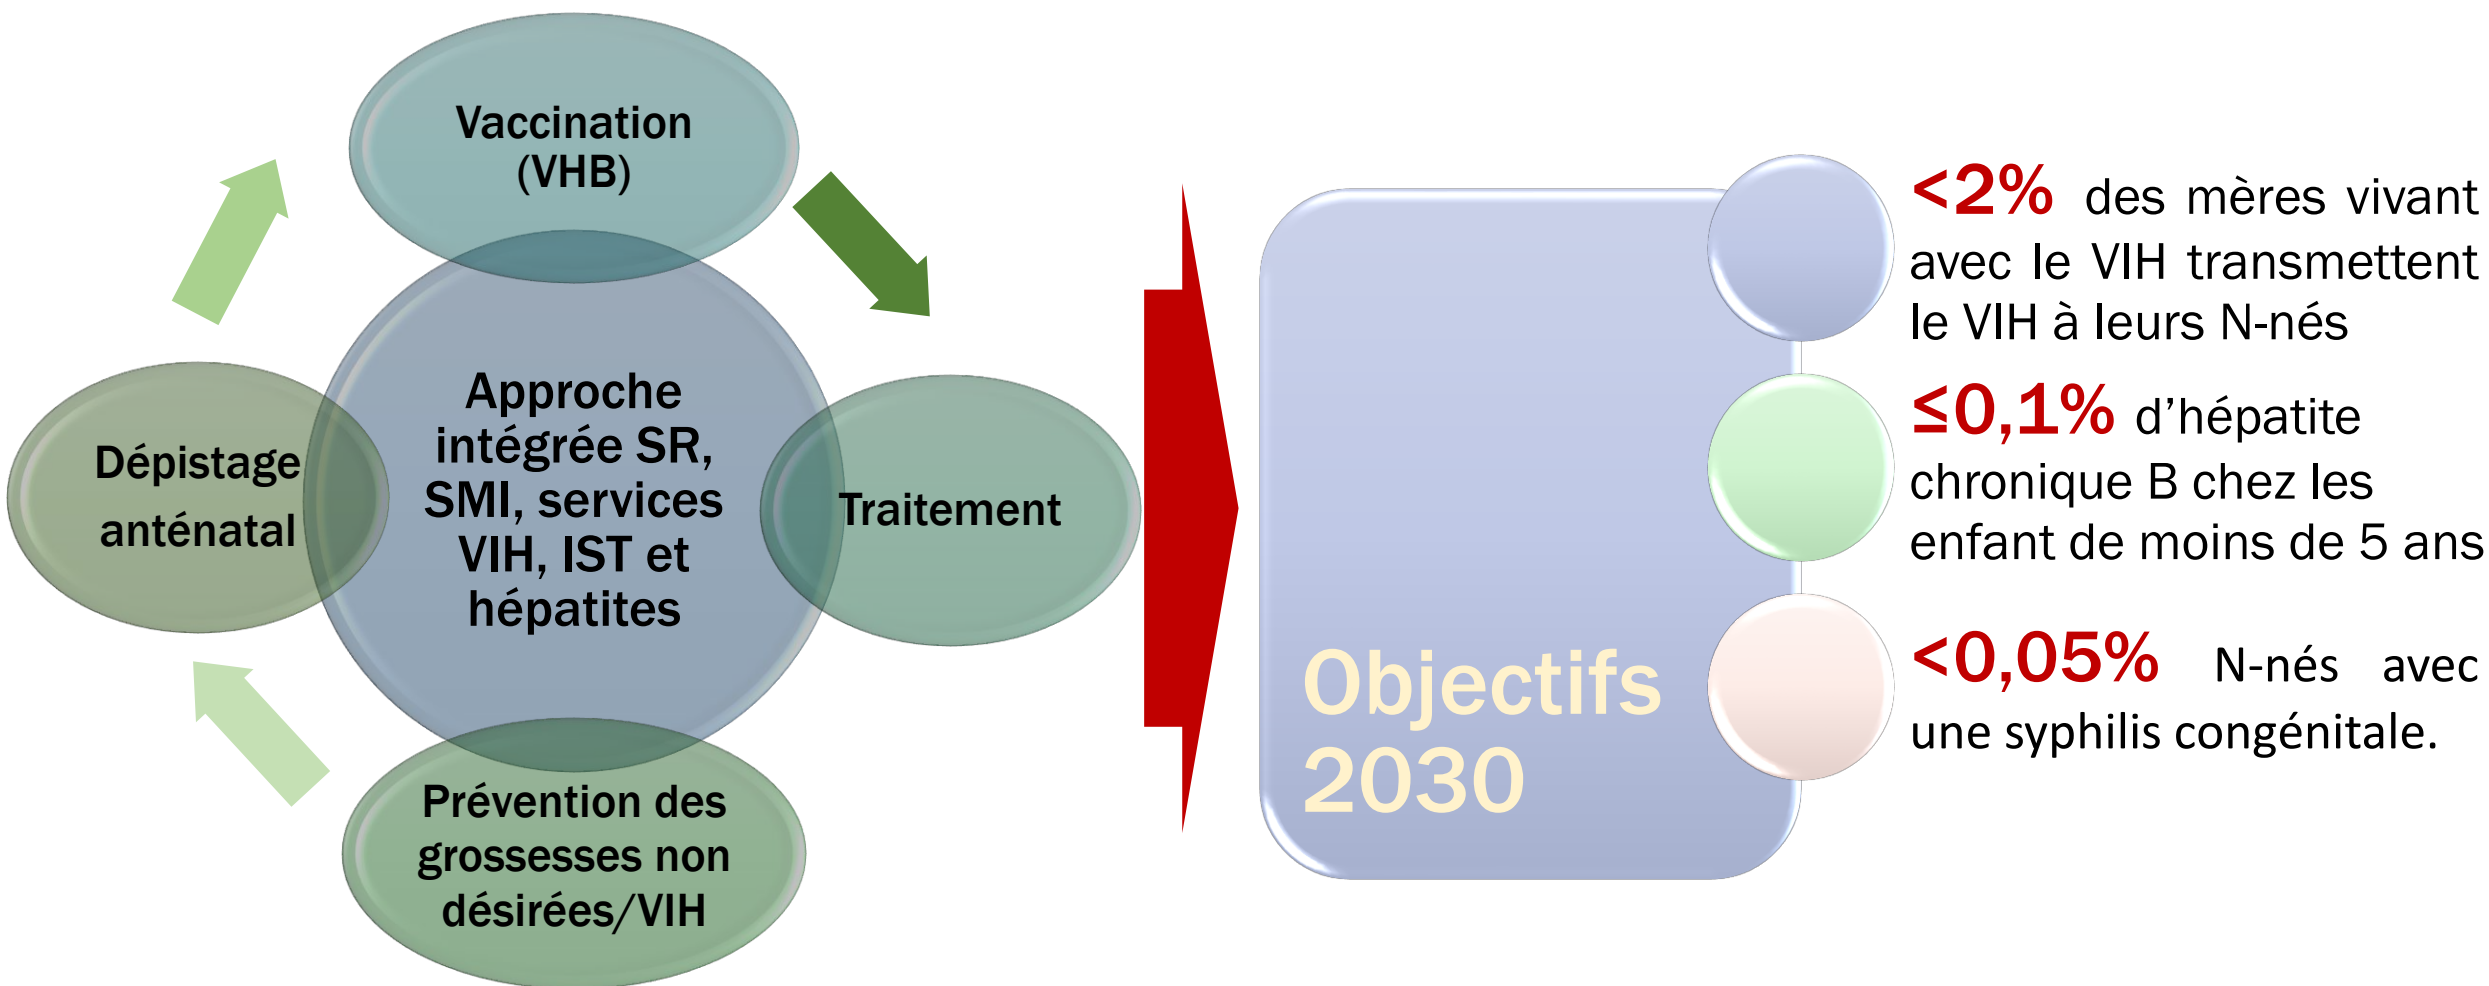 Vaccination
(VHB)
Approche
intégrée SR,
SMI, services
VIH, IST et
hépatites
Dépistage
anténatal
Traitement
Prévention des
grossesses non
désirées/VIH
Objectifs
2030
<2% des mères vivant
avec le VIH transmettent
le VIH à leurs N-nés
≤0,1% d’hépatite
chronique B chez les
enfant de moins de 5 ans
<0,05% N-nés avec
une syphilis congénitale.